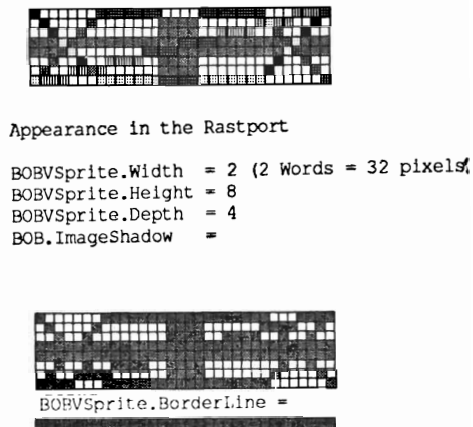 Appearance in the Rastport
BOBVSprite.Width = 2 (2 Words = 32 pixels)
BOBVSprite.Height = 8
BOBVSprite.Depth = 4
BOB.ImageShadow =
BOBVSprite.BorderLine =